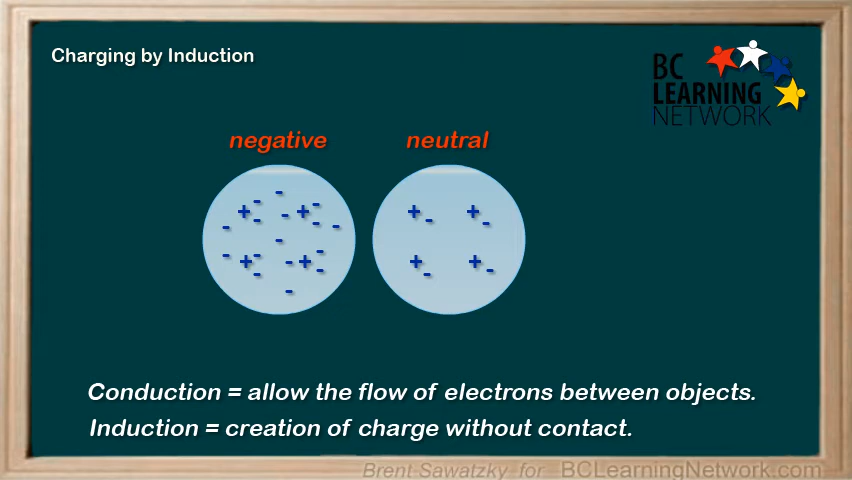 Charging by Induction
BC
LEARNING
NETWORK
negative neutral
Conduction = allow the flow of electrons between objects.
Induction = creation of charge without contact.
Brent Sawatzky for BCLearningNetwork.com